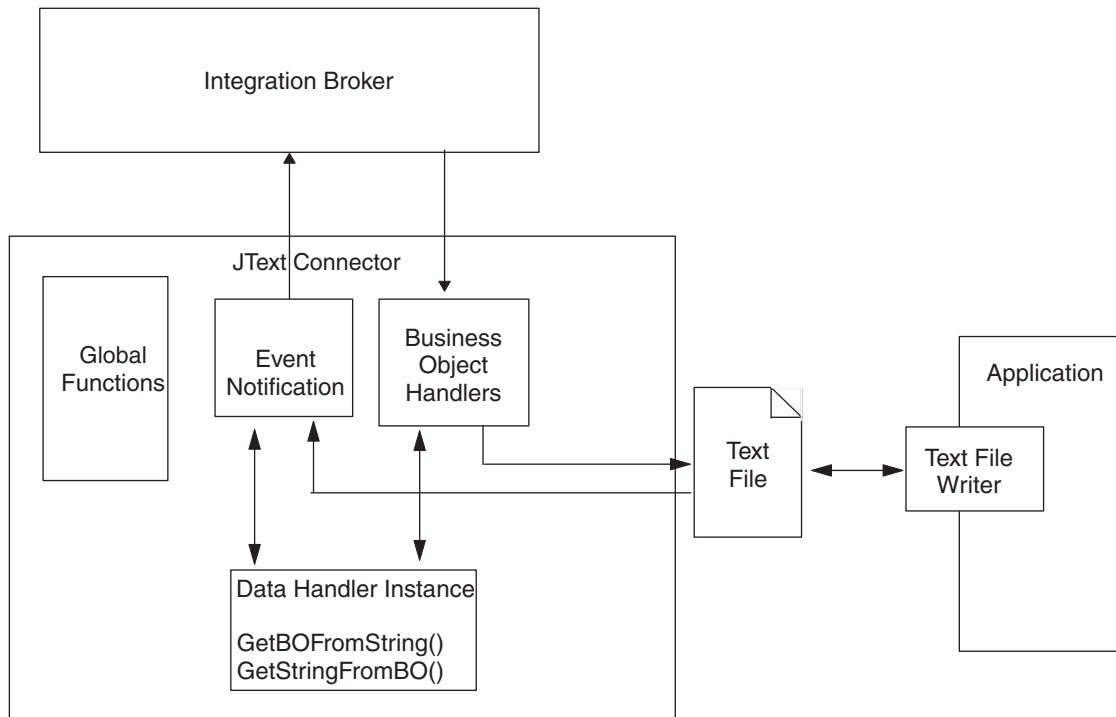 Integration Broker
JText Connector
Global
Functions
Event
Notification
Business
Object
Handlers
Application
Text
File
Text File
Writer
Data Handler Instance
GetBOFromString()
GetStringFromBO()